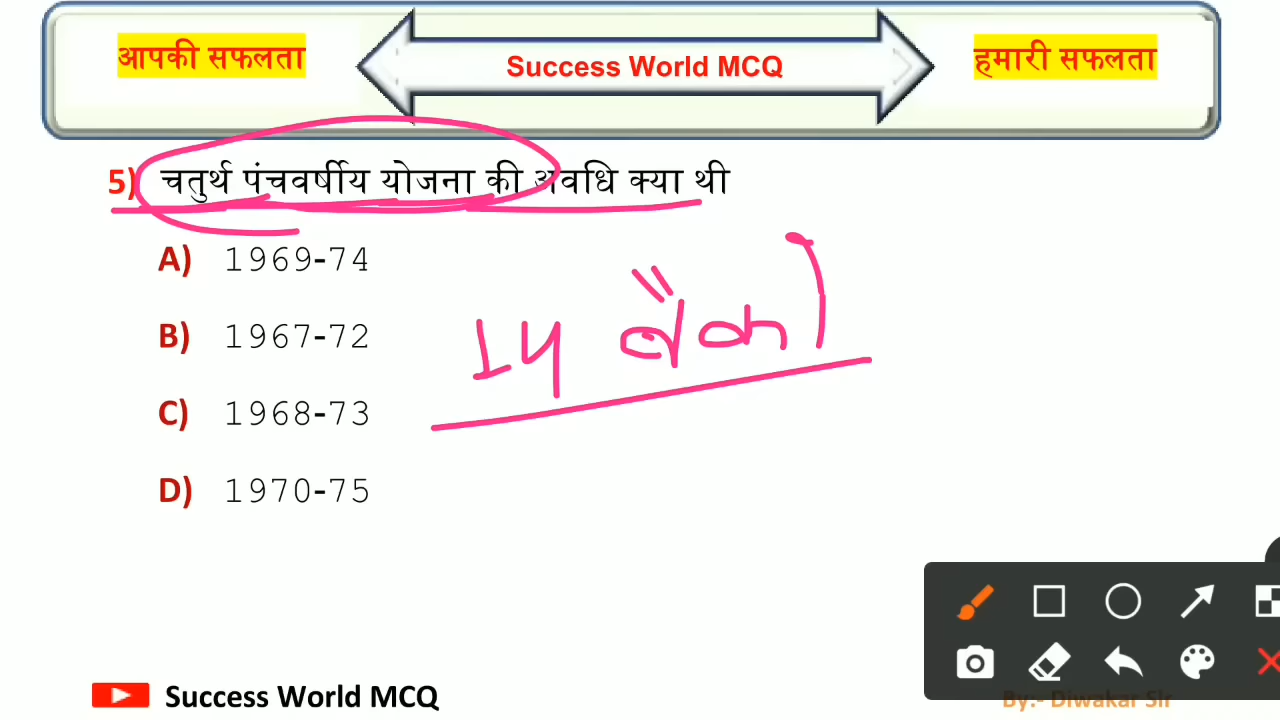 आपकी सफलता
Success World MCQ
हमारी सफलता
5) चतुर्थ पंचवर्षीय योजना की अवधि क्या थी
A) 1969-74
B) 1967-72
C) 1968-73
D) 1970-75
14 बैंकों
Success World MCQ
By:- Diwakar Sir